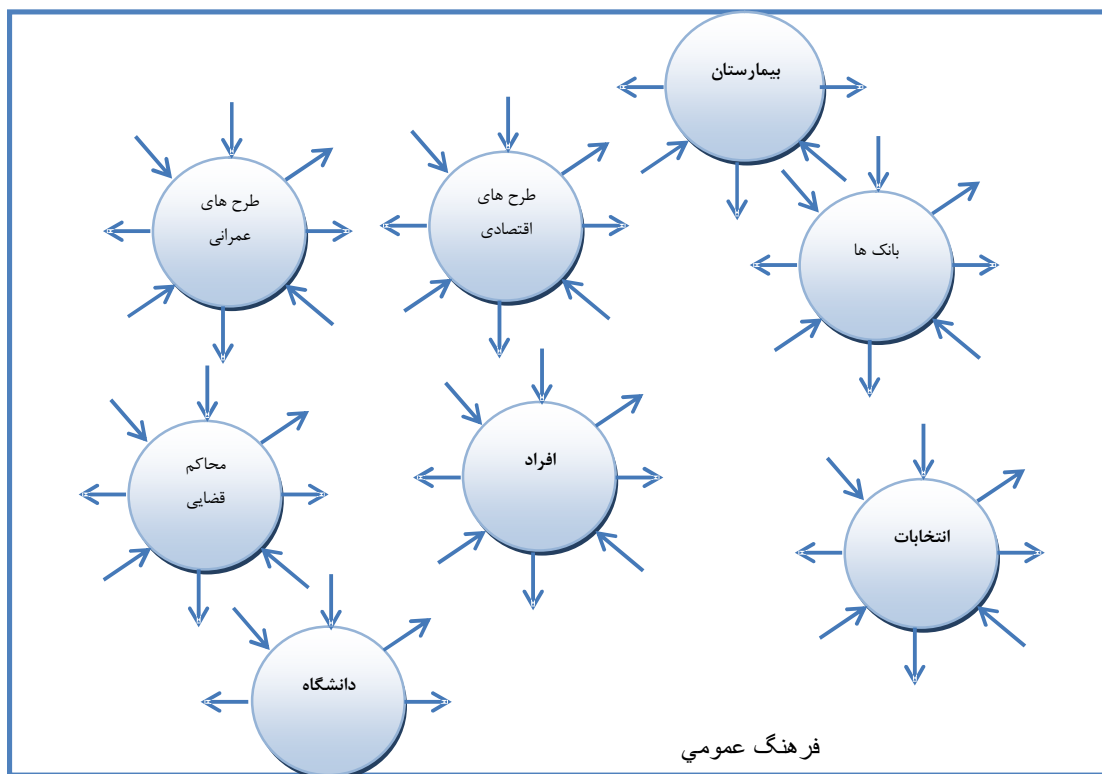 بیمارستان
طرح های
عمرانی
طرح های
اقتصادی
بانک ها
محاکم
قضایی
افراد
انتخابات
دانشگاه
فرهنگ عمومي